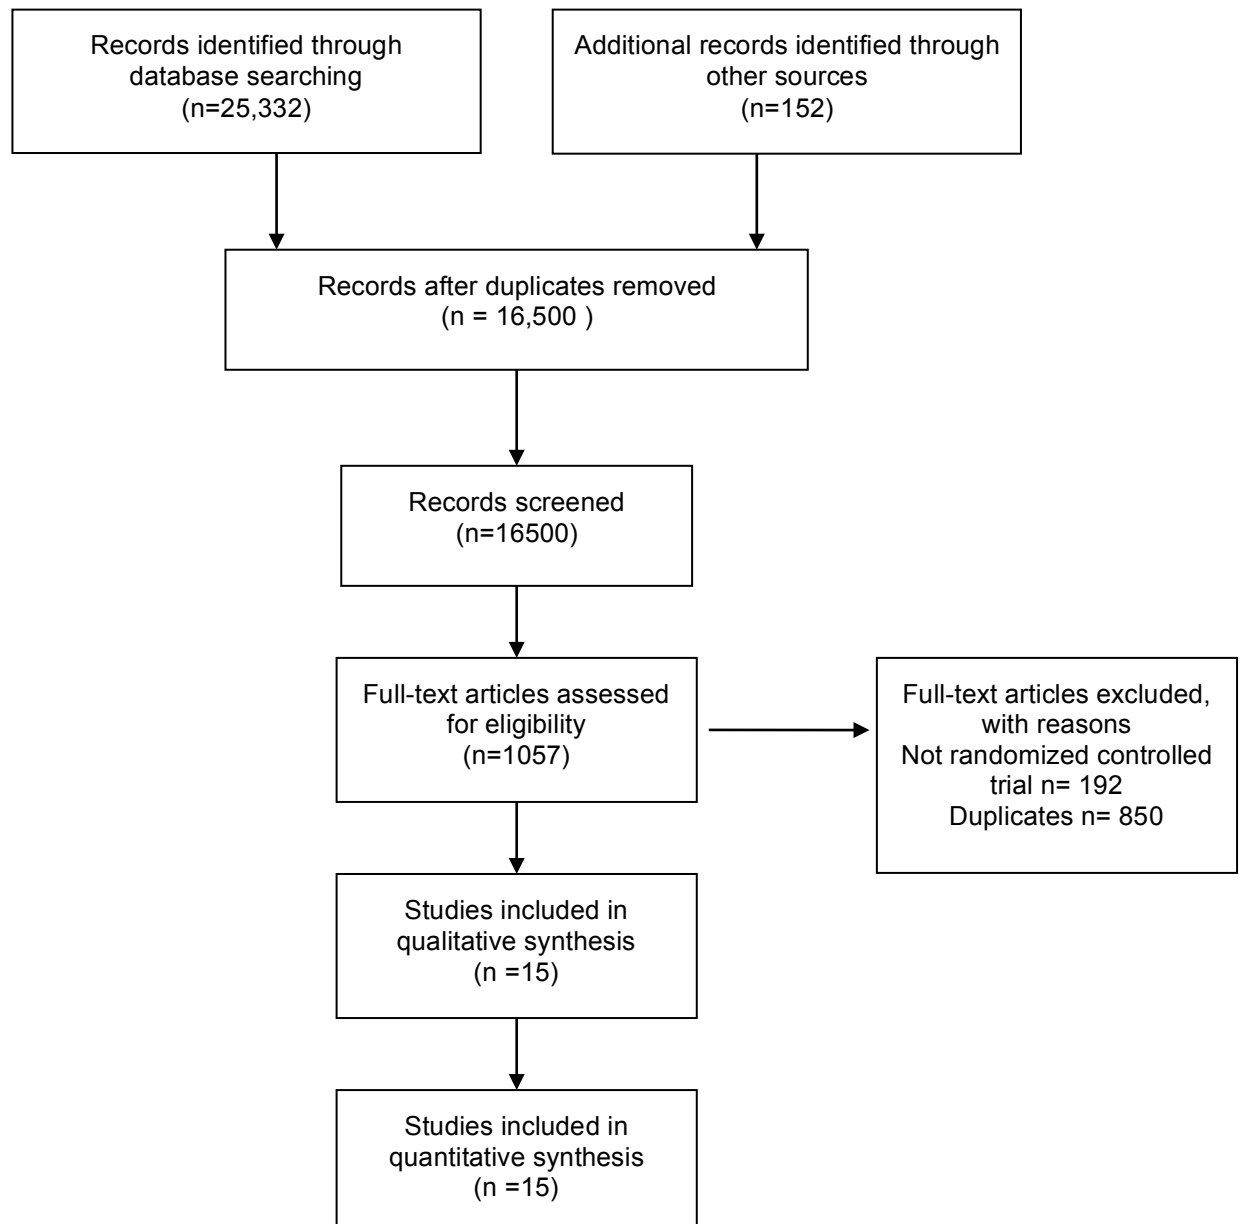 Records identified through
database searching
(n=25,332)
Additional records identified through
other sources
(n=152)
Records after duplicates removed
(n = 16,500 )
Records screened
(n=16500)
Full-text articles assessed
for eligibility
(n=1057)
Full-text articles excluded,
with reasons
Not randomized controlled
trial n= 192
Duplicates n= 850
Studies included in
qualitative synthesis
(n =15)
Studies included in
quantitative synthesis
(n =15)